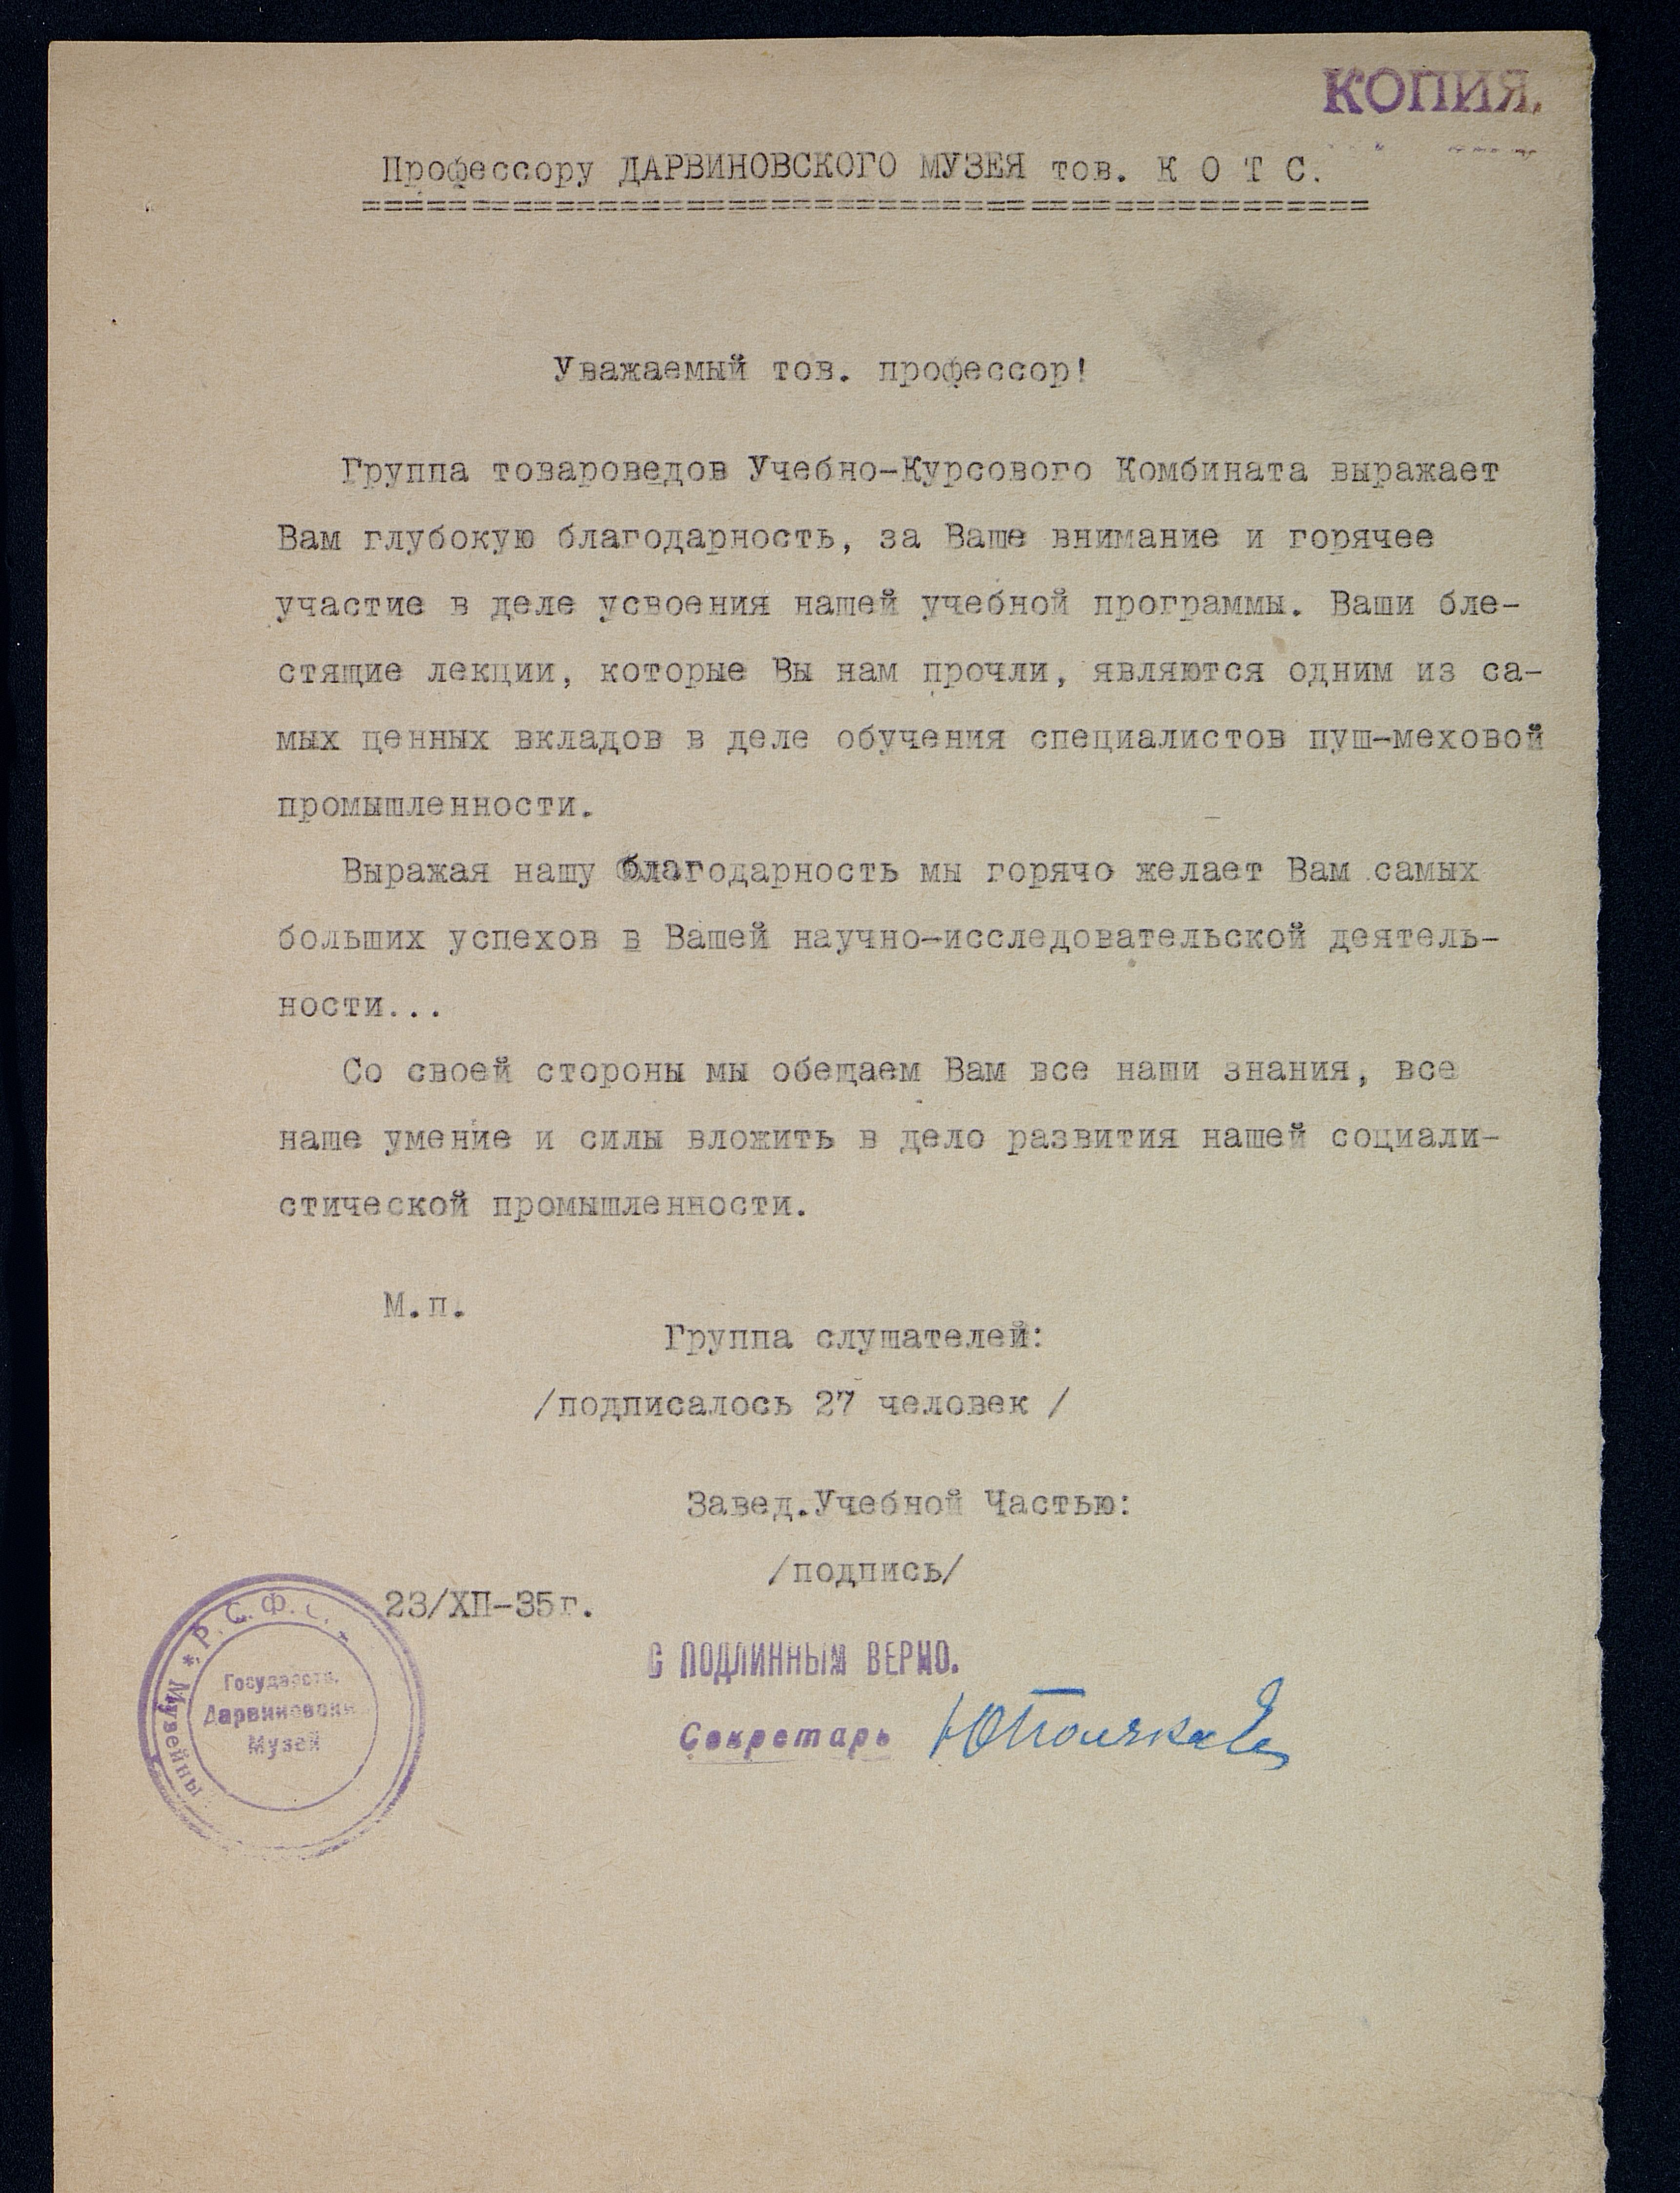 КОПИЯ.
Профессору ДАРВИНОВСКОГО МУЗЕЯ тов. К О Т С.
===============================================
Уважаемый тов. профессор!
Группа товароведов Учебно-Курсового Комбината выражает
Вам глубокую благодарность, за Ваше внимание и горячее
участие в деле усвоения нашей учебной программы. Ваши бле-
стящие лекции, которые Вы нам прочли, являются одним из са-
мых ценных вкладов в деле обучения специалистов пуш-меховой
промышленности.
Выражая нашу благодарность мы горячо желает Вам самых
больших успехов в Вашей научно-исследовательской деятель-
ности...
Со своей стороны мы обещаем Вам все наши знания, все
наше умение и силы вложить в дело развития нашей социали-
стической промышленности.
М.п.
Группа слушателей:
/подписалось 27 человек /
Завед.Учебной Частью:
/подпись/
23/ХП-35г.
С ПОДЛИННЫМ ВЕРНО.
Секретарь
* Р.С.Ф.С.
Музейны
Государств.
Дарвиновский
Музей